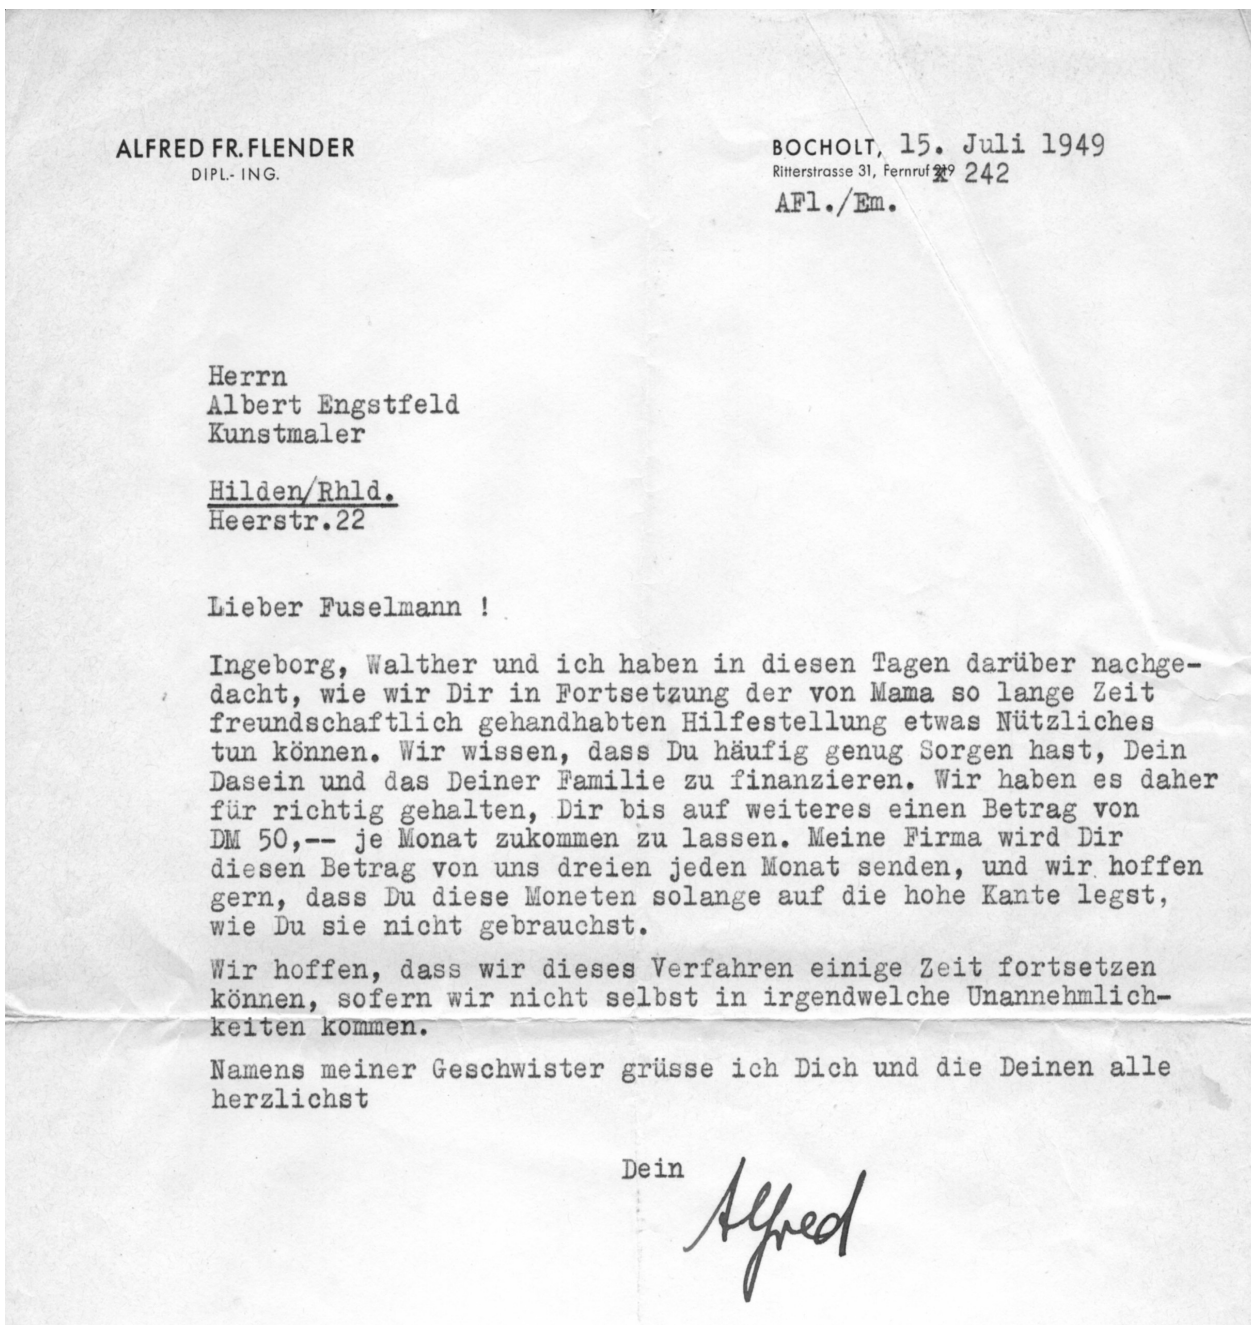 ALFRED FR. FLENDER
DIPL.- ING.
BOCHOLT, 15. Juli 1949
Ritterstrasse 31, Fernruf 242
AFl./Em.
Herrn
Albert Engstfeld
Kunstmaler
Hilden/Rhld.
Heerstr.22
Lieber Fuselmann !
Ingeborg, Walther und ich haben in diesen Tagen darüber nachge-
dacht, wie wir Dir in Fortsetzung der von Mama so lange Zeit
freundschaftlich gehandhabten Hilfestellung etwas Nützliches
tun können. Wir wissen, dass Du häufig genug Sorgen hast, Dein
Dasein und das Deiner Familie zu finanzieren. Wir haben es daher
für richtig gehalten, Dir bis auf weiteres einen Betrag von
DM 50,-- je Monat zukommen zu lassen. Meine Firma wird Dir
diesen Betrag von uns dreien jeden Monat senden, und wir hoffen
gern, dass Du diese Moneten solange auf die hohe Kante legst,
wie Du sie nicht gebrauchst.
Wir hoffen, dass wir dieses Verfahren einige Zeit fortsetzen
können, sofern wir nicht selbst in irgendwelche Unannehmlich-
keiten kommen.
Namens meiner Geschwister grüsse ich Dich und die Deinen alle
herzlichst
Dein
Alfred